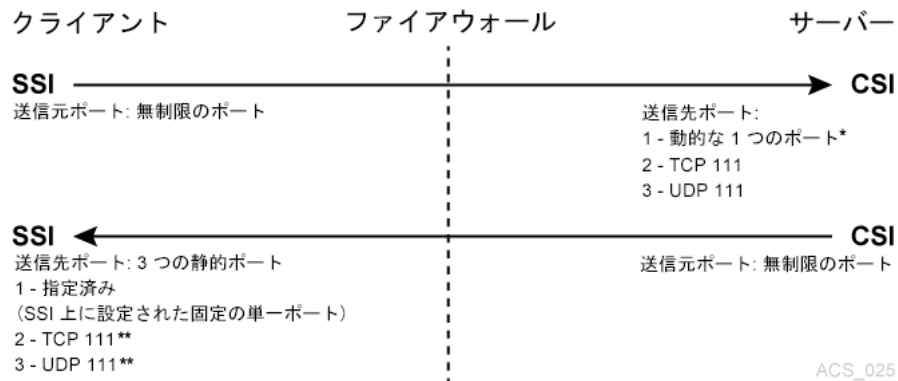 クライアント ファイアウォール サーバー
SSI CSI
送信元ポート: 無制限のポート
送信先ポート:
1 - 動的な 1 つのポート*
2 - TCP 111
3 - UDP 111
SSI CSI
送信先ポート: 3 つの静的ポート
送信元ポート: 無制限のポート
1 - 指定済み
(SSI 上に設定された固定の単一ポート)
2 - TCP 111**
3 - UDP 111**
ACS_025